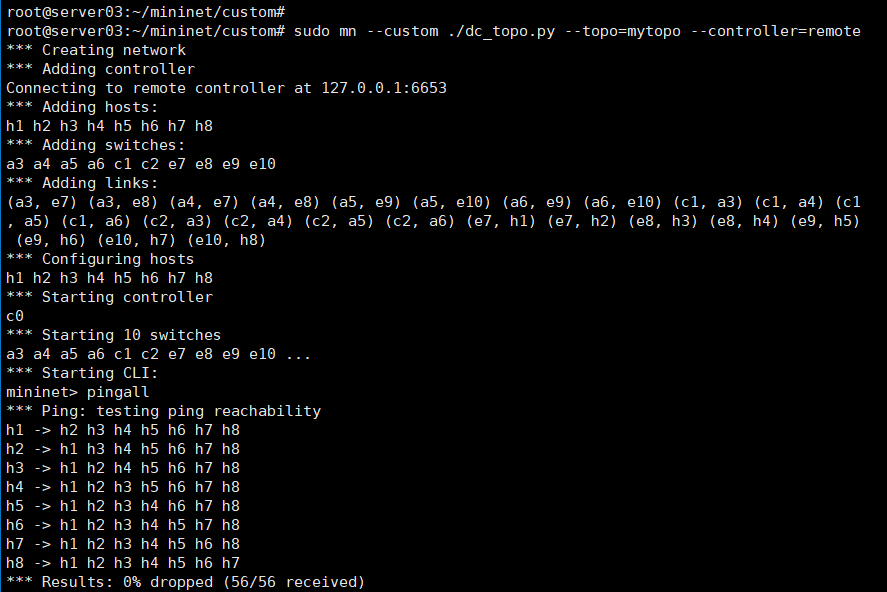 root@server03:~/mininet/custom#
root@server03:~/mininet/custom# sudo mn --custom ./dc_topo.py --topo=mytopo --controller=remote
*** Creating network
*** Adding controller
Connecting to remote controller at 127.0.0.1:6653
*** Adding hosts:
h1 h2 h3 h4 h5 h6 h7 h8
*** Adding switches:
a3 a4 a5 a6 c1 c2 e7 e8 e9 e10
*** Adding links:
(a3, e7) (a3, e8) (a4, e7) (a4, e8) (a5, e9) (a5, e10) (a6, e9) (a6, e10) (c1, a3) (c1, a4) (c1
, a5) (c1, a6) (c2, a3) (c2, a4) (c2, a5) (c2, a6) (e7, h1) (e7, h2) (e8, h3) (e8, h4) (e9, h5)
 (e9, h6) (e10, h7) (e10, h8)
*** Configuring hosts
h1 h2 h3 h4 h5 h6 h7 h8
*** Starting controller
c0
*** Starting 10 switches
a3 a4 a5 a6 c1 c2 e7 e8 e9 e10 ...
*** Starting CLI:
mininet> pingall
*** Ping: testing ping reachability
h1 -> h2 h3 h4 h5 h6 h7 h8
h2 -> h1 h3 h4 h5 h6 h7 h8
h3 -> h1 h2 h4 h5 h6 h7 h8
h4 -> h1 h2 h3 h5 h6 h7 h8
h5 -> h1 h2 h3 h4 h6 h7 h8
h6 -> h1 h2 h3 h4 h5 h7 h8
h7 -> h1 h2 h3 h4 h5 h6 h8
h8 -> h1 h2 h3 h4 h5 h6 h7
*** Results: 0% dropped (56/56 received)